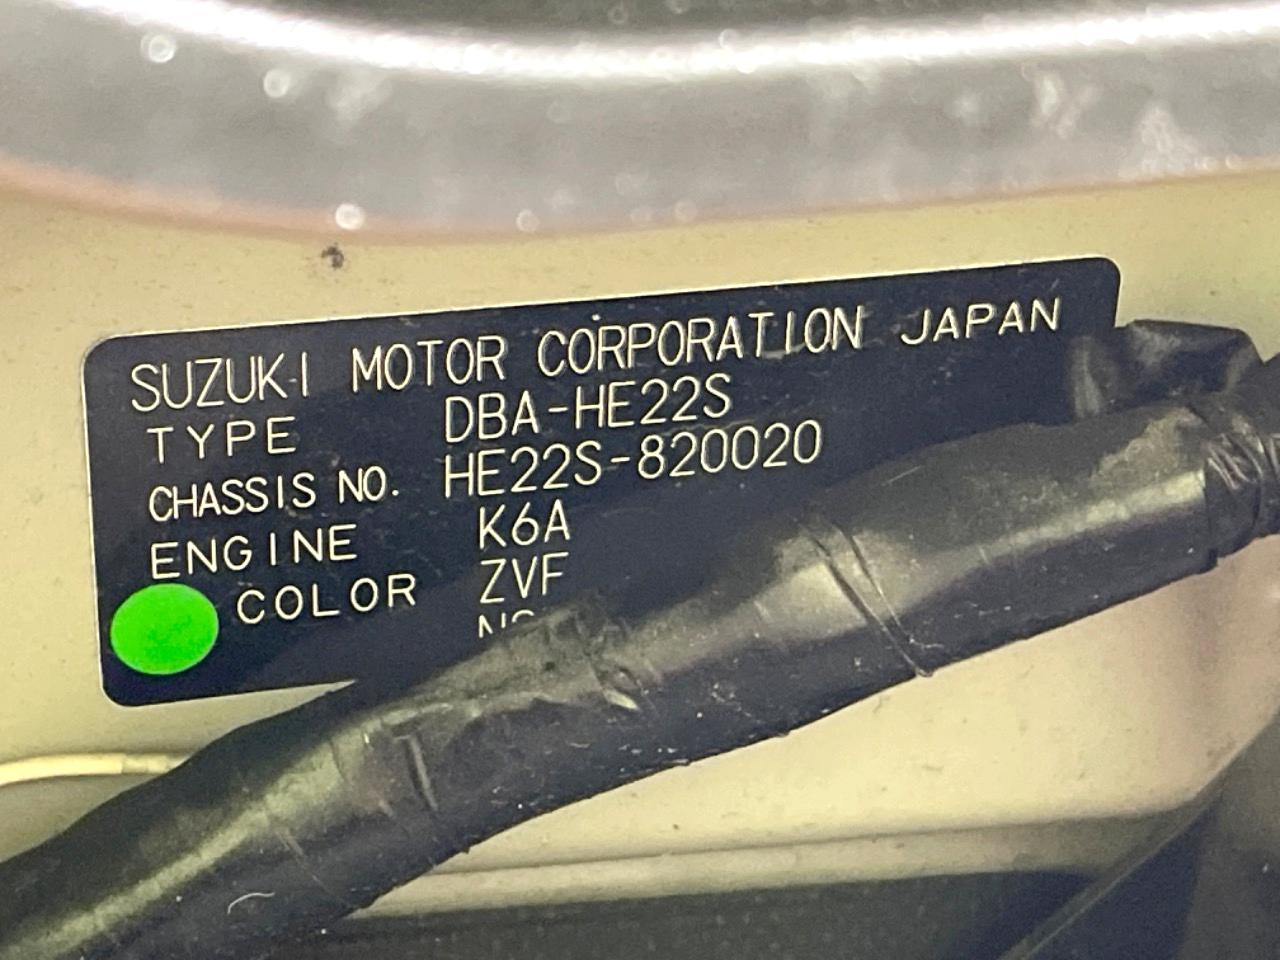 SUZUKI MOTOR CORPORATION JAPAN
TYPE DBA-HE22S
CHASSIS NO. HE22S-820020
ENGINE K6A
COLOR ZVF